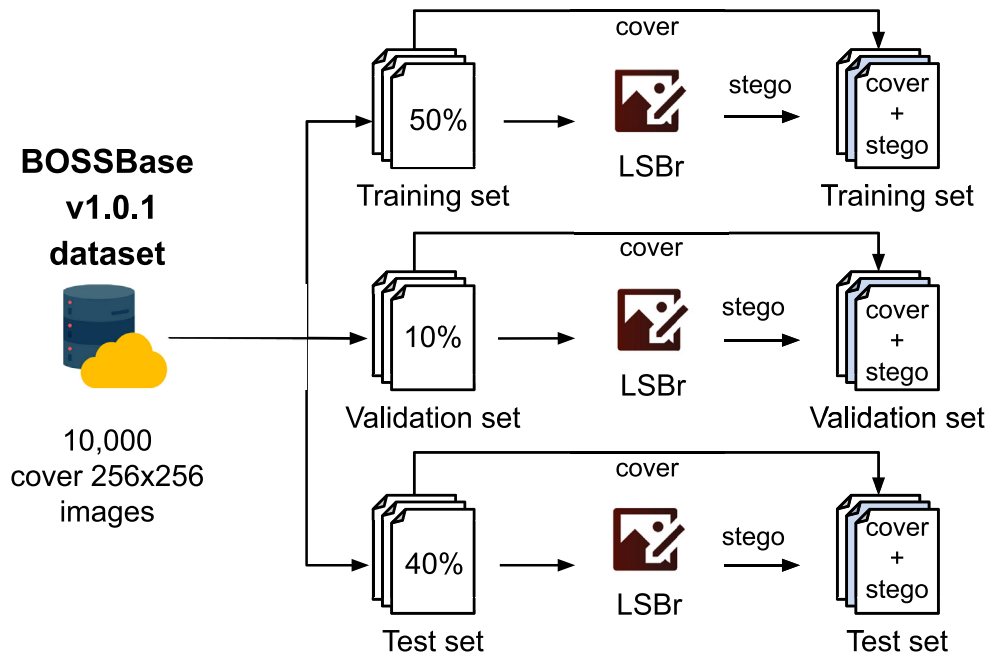 BOSSBase
v1.0.1
dataset
10,000
cover 256x256
images
cover
50%
Training set
LSBr
stego
cover
+
stego
Training set
cover
10%
Validation set
LSBr
stego
cover
+
stego
Validation set
cover
40%
Test set
LSBr
stego
cover
+
stego
Test set